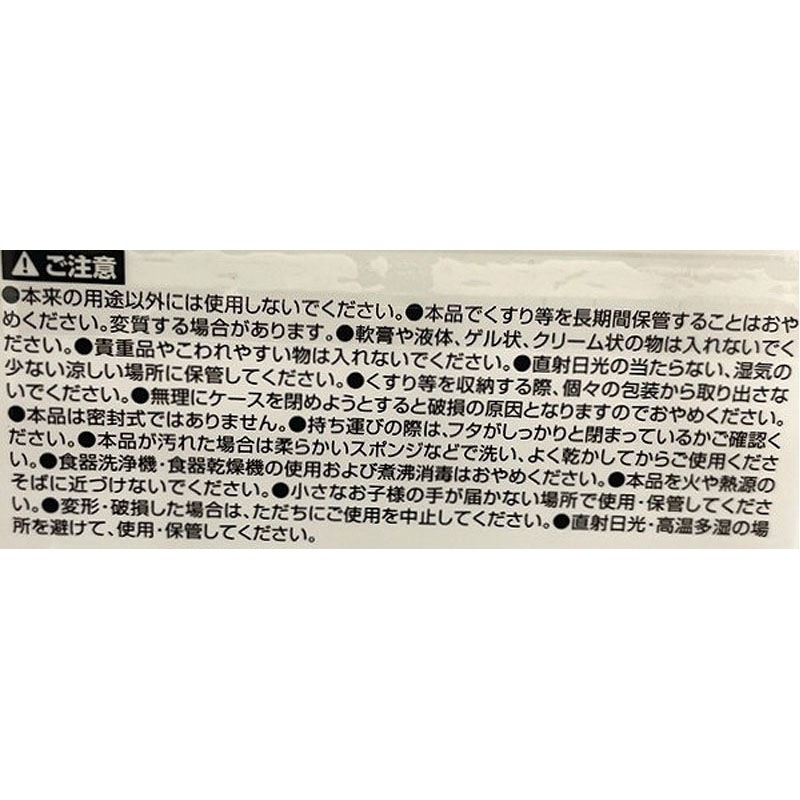 ご注意
●本来の用途以外には使用しないでください。●本品でくすり等を長期間保管することはおや
めください。変質する場合があります。●軟膏や液体、ゲル状、クリーム状の物は入れないでく
ださい。●貴重品やこわれやすい物は入れないでください。●直射日光の当たらない、湿気の
少ない涼しい場所に保管してください。●くすり等を収納する際、個々の包装から取り出さな
いでください。●無理にケースを閉めようとすると破損の原因となりますのでおやめください。
●本品は密封式ではありません。●持ち運びの際は、フタがしっかりと閉まっているかご確認く
ださい。●本品が汚れた場合は柔らかいスポンジなどで洗い、よく乾かしてからご使用くださ
い。●食器洗浄機・食器乾燥機の使用および煮沸消毒はおやめください。●本品を火や熱源の
そばに近づけないでください。●小さなお子様の手が届かない場所で使用・保管してくださ
い。●変形・破損した場合は、ただちにご使用を中止してください。●直射日光・高温多湿の場
所を避けて、使用・保管してください。